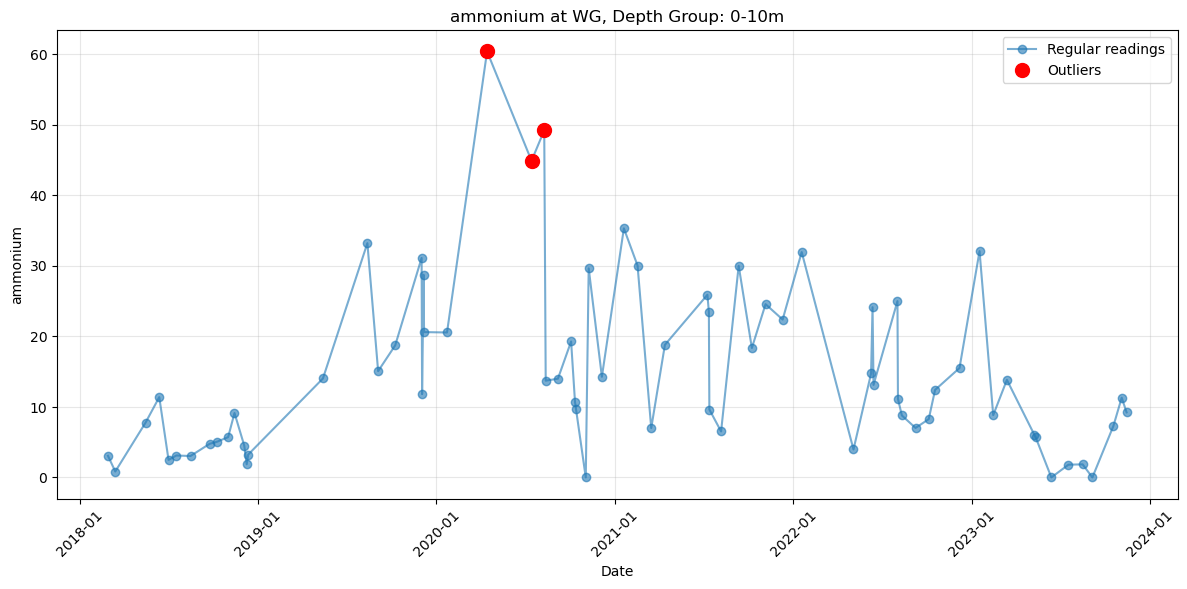 ammonium at WG, Depth Group: 0-10m
Regular readings
Outliers
ammonium
60
50
40
30
20
10
0
2018-01
2019-01
2020-01
2021-01
2022-01
2023-01
2024-01
Date